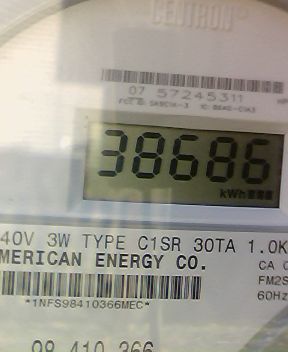 CENTRON®
07 57245311
38686
kWh
40V 3W TYPE C1SR 30TA 1.0K
MERICAN ENERGY CO.
CA
FM2S
60Hz
*1NFS98410366MEC*
98 410 366